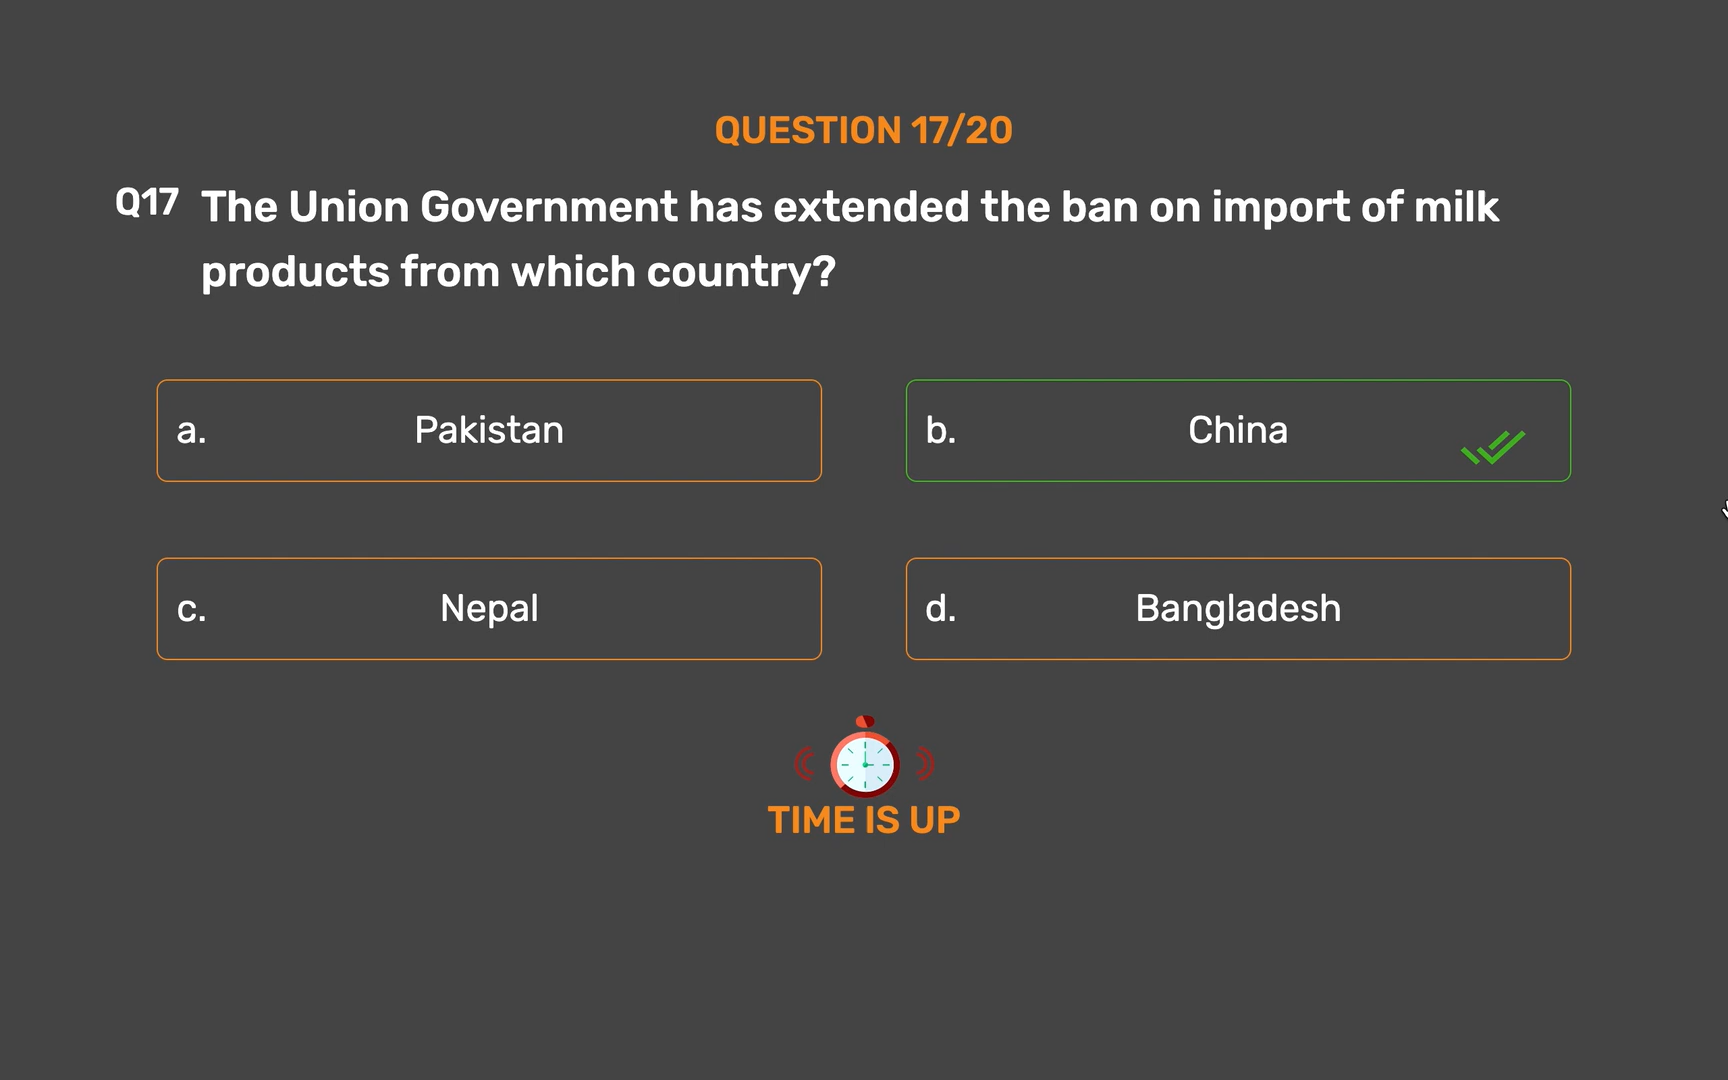 QUESTION 17/20
Q17 The Union Government has extended the ban on import of milk
products from which country?
a. Pakistan
b. China
c. Nepal
d. Bangladesh
TIME IS UP